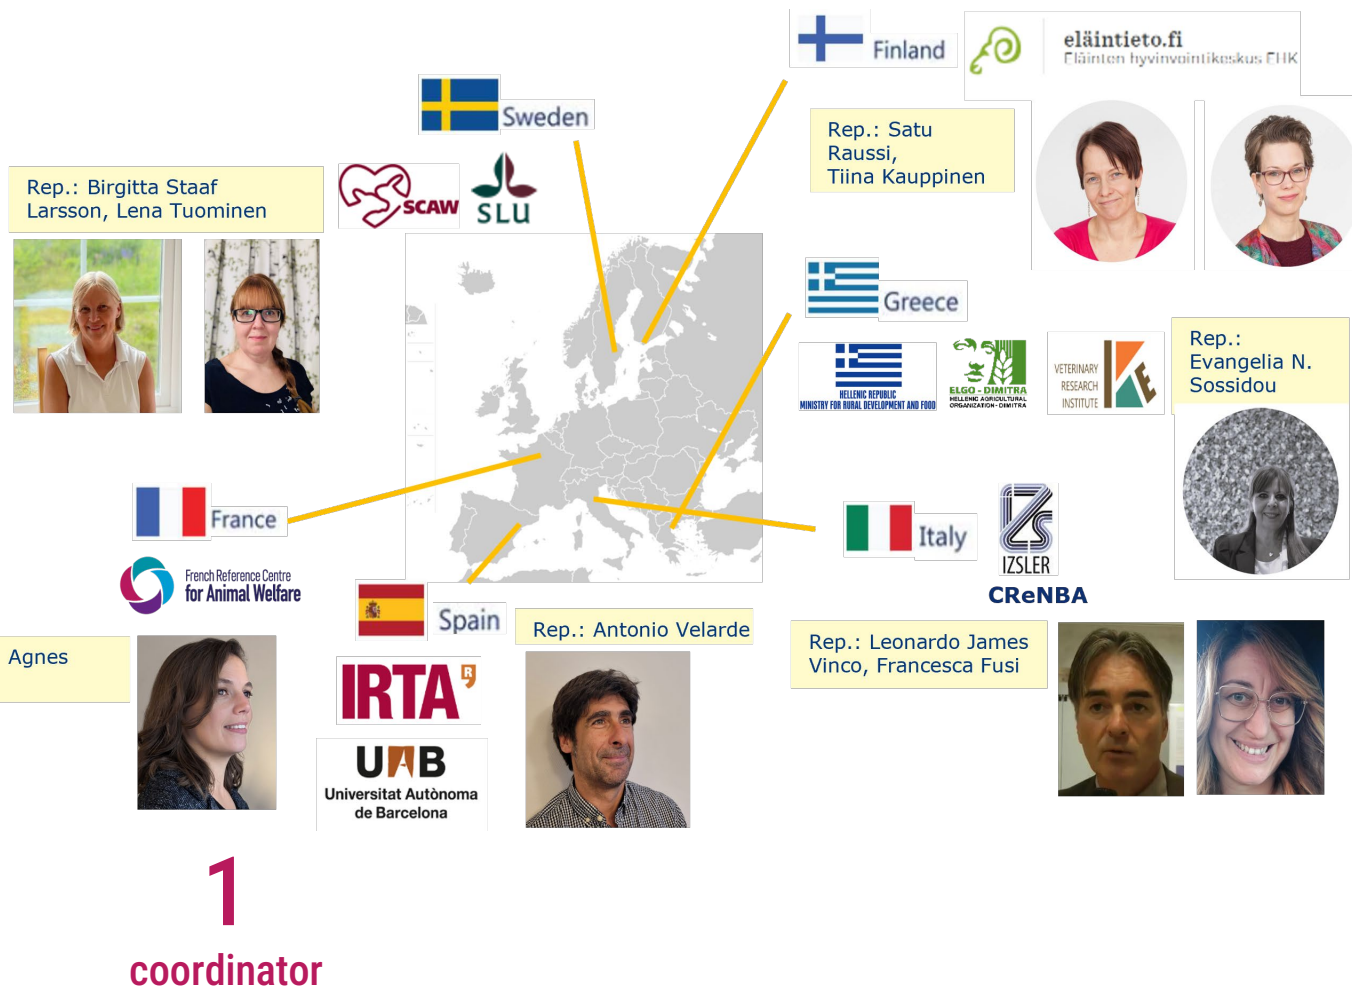 Finland
eläintieto.fi
Eläinten hyvinvointikeskus EHK
Sweden
Rep.: Satu
Raussi,
Tiina Kauppinen
Rep.: Birgitta Staaf
Larsson, Lena Tuominen
SCAW
SLU
Greece
HELLENIC REPUBLIC
MINISTRY FOR RURAL DEVELOPMENT AND FOOD
ELGO - DIMITRA
HELLENIC AGRICULTURAL
ORGANIZATION - DIMITRA
VETERINARY
RESEARCH
INSTITUTE
Rep.:
Evangelia N.
Sossidou
France
French Reference Centre
for Animal Welfare
Italy
IZSLER
CReNBA
Spain
Rep.: Antonio Velarde
Agnes
IRTA
R
UAB
Universitat Autònoma
de Barcelona
Rep.: Leonardo James
Vinco, Francesca Fusi
1
coordinator